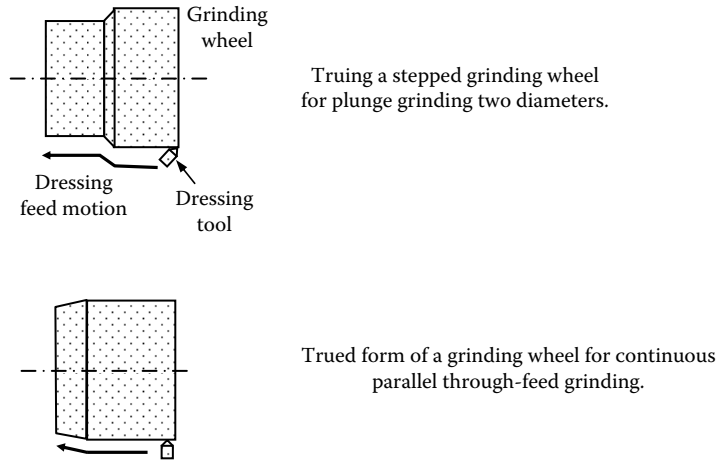 Grinding
wheel
Truing a stepped grinding wheel
for plunge grinding two diameters.
Dressing
feed motion
Dressing
tool
Trued form of a grinding wheel for continuous
parallel through-feed grinding.